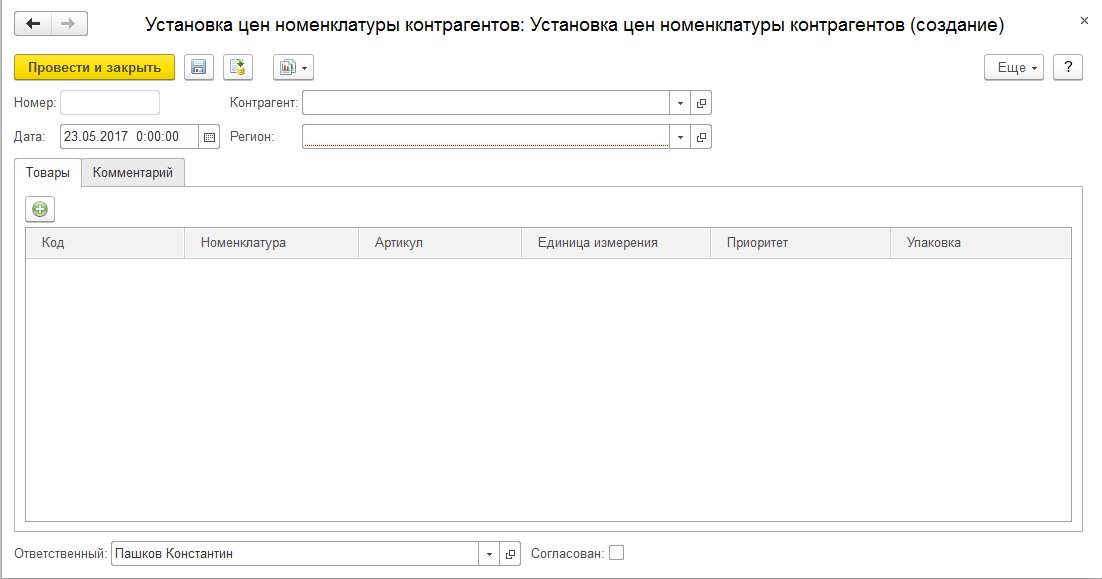 Установка цен номенклатуры контрагентов: Установка цен номенклатуры контрагентов (создание)
Провести и закрыть Еще ?
Номер: Контрагент:
Дата: 23.05.2017 0:00:00 Регион:
Товары Комментарий
Код Номенклатура Артикул Единица измерения Приоритет Упаковка
Ответственный: Пашков Константин Согласован: